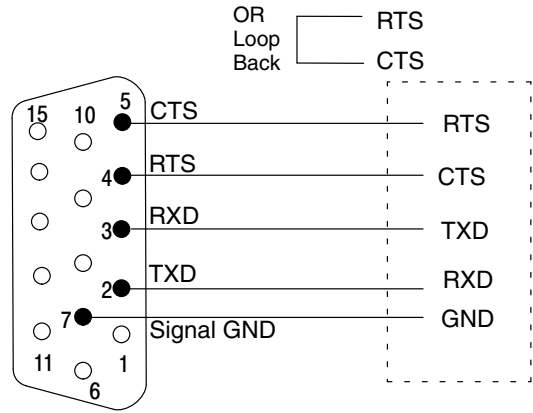 OR RTS
Loop
Back CTS
15 10 5 CTS RTS
4 RTS CTS
3 RXD TXD
2 TXD RXD
7 Signal GND GND
11 6 1